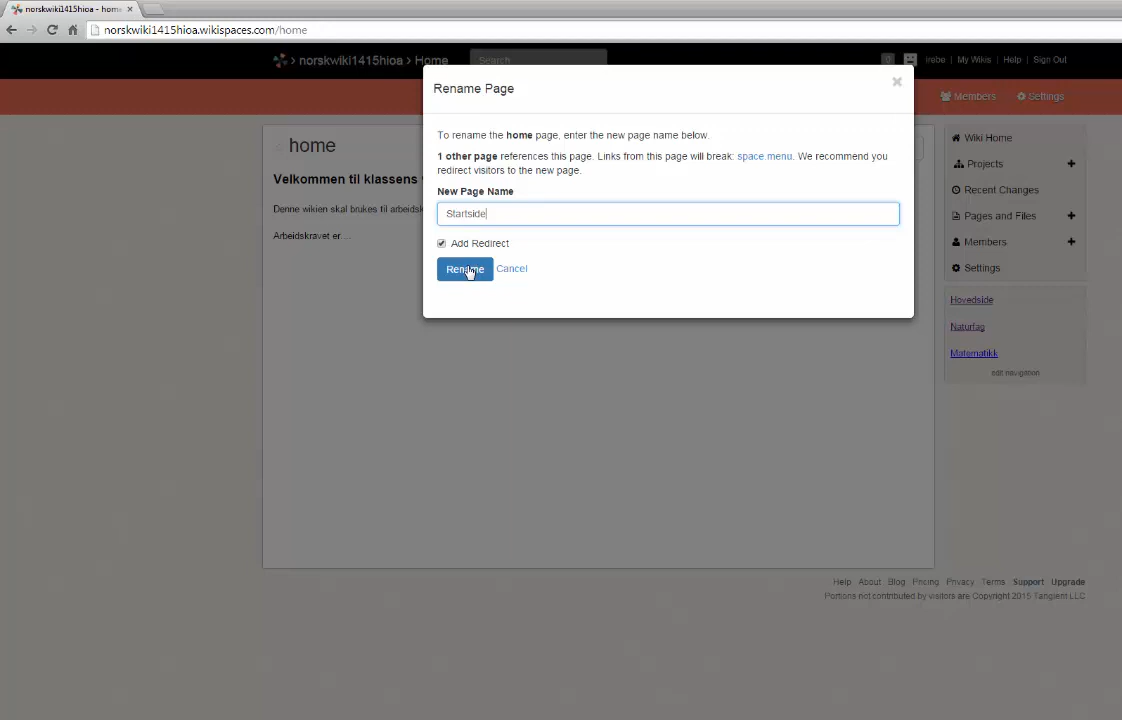 norskwiki1415hioa - home
norskwiki1415hioa.wikispaces.com/home
norskwiki1415hioa › Home
Search
0
irebe | My Wikis | Help | Sign Out
Members
Settings
Rename Page
To rename the home page, enter the new page name below.
1 other page references this page. Links from this page will break: space.menu. We recommend you
redirect visitors to the new page.
New Page Name
Startside
Add Redirect
Rename
Cancel
home
Velkommen til klassens
Denne wikien skal brukes til arbeidsk
Arbeidskravet er...
Wiki Home
Projects
Recent Changes
Pages and Files
Members
Settings
Hovedside
Naturfag
Matematikk
edit navigation
Help About Blog Pricing Privacy Terms Support Upgrade
Portions not contributed by visitors are Copyright 2015 Tangient LLC